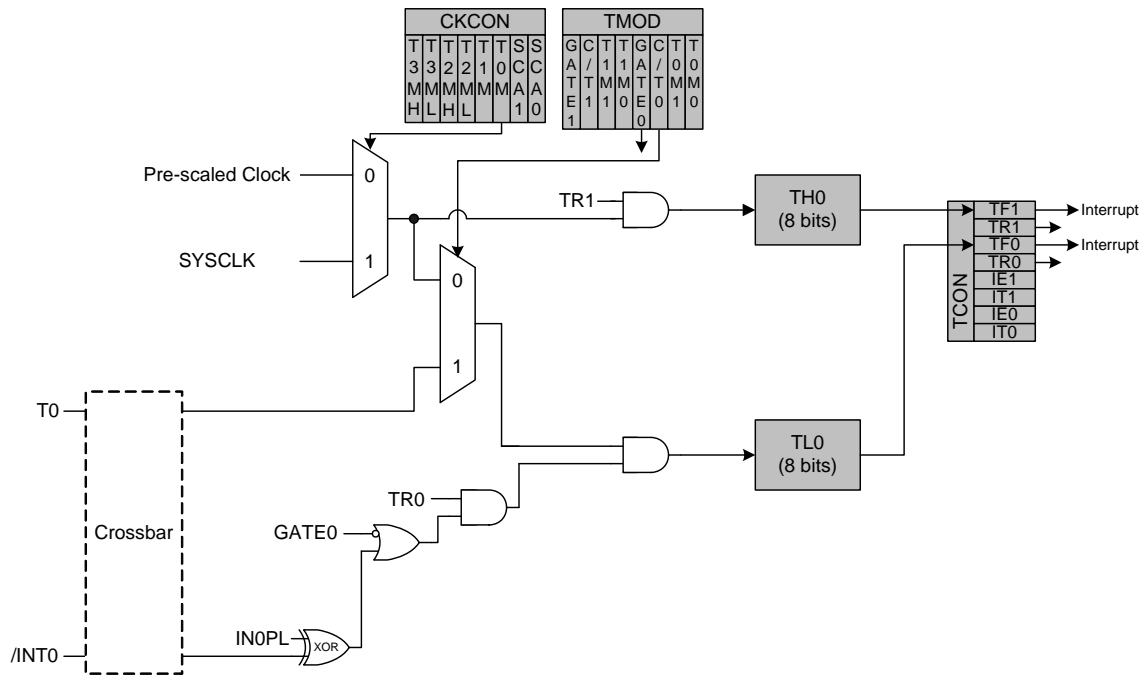 CKCON
T3MH
T3ML
T2MH
T2ML
T1M
T0M
SCA1
SCA0
TMOD
GATE1
C/T1
T1M1
T1M0
GATE0
C/T0
T0M1
T0M0
Pre-scaled Clock
0
SYSCLK
1
TR1
TH0
(8 bits)
TCON
TF1
TR1
TF0
TR0
IE1
IT1
IE0
IT0
Interrupt
Interrupt
0
1
T0
Crossbar
/INT0
TL0
(8 bits)
TR0
GATE0
IN0PL
XOR